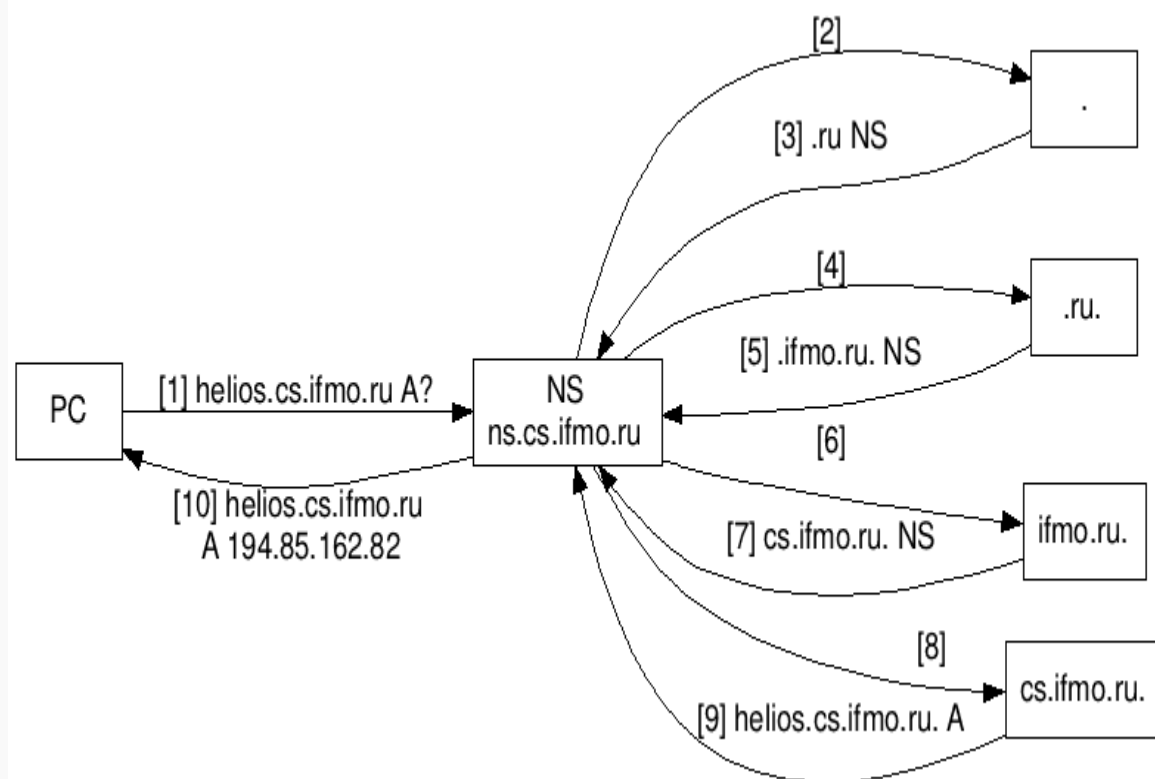 [2]
.
[3] .ru NS
[4]
.ru.
[5] .ifmo.ru. NS
PC
[1] helios.cs.ifmo.ru A?
NS
ns.cs.ifmo.ru
[6]
[10] helios.cs.ifmo.ru
A 194.85.162.82
[7] cs.ifmo.ru. NS
ifmo.ru.
[8]
cs.ifmo.ru.
[9] helios.cs.ifmo.ru. A